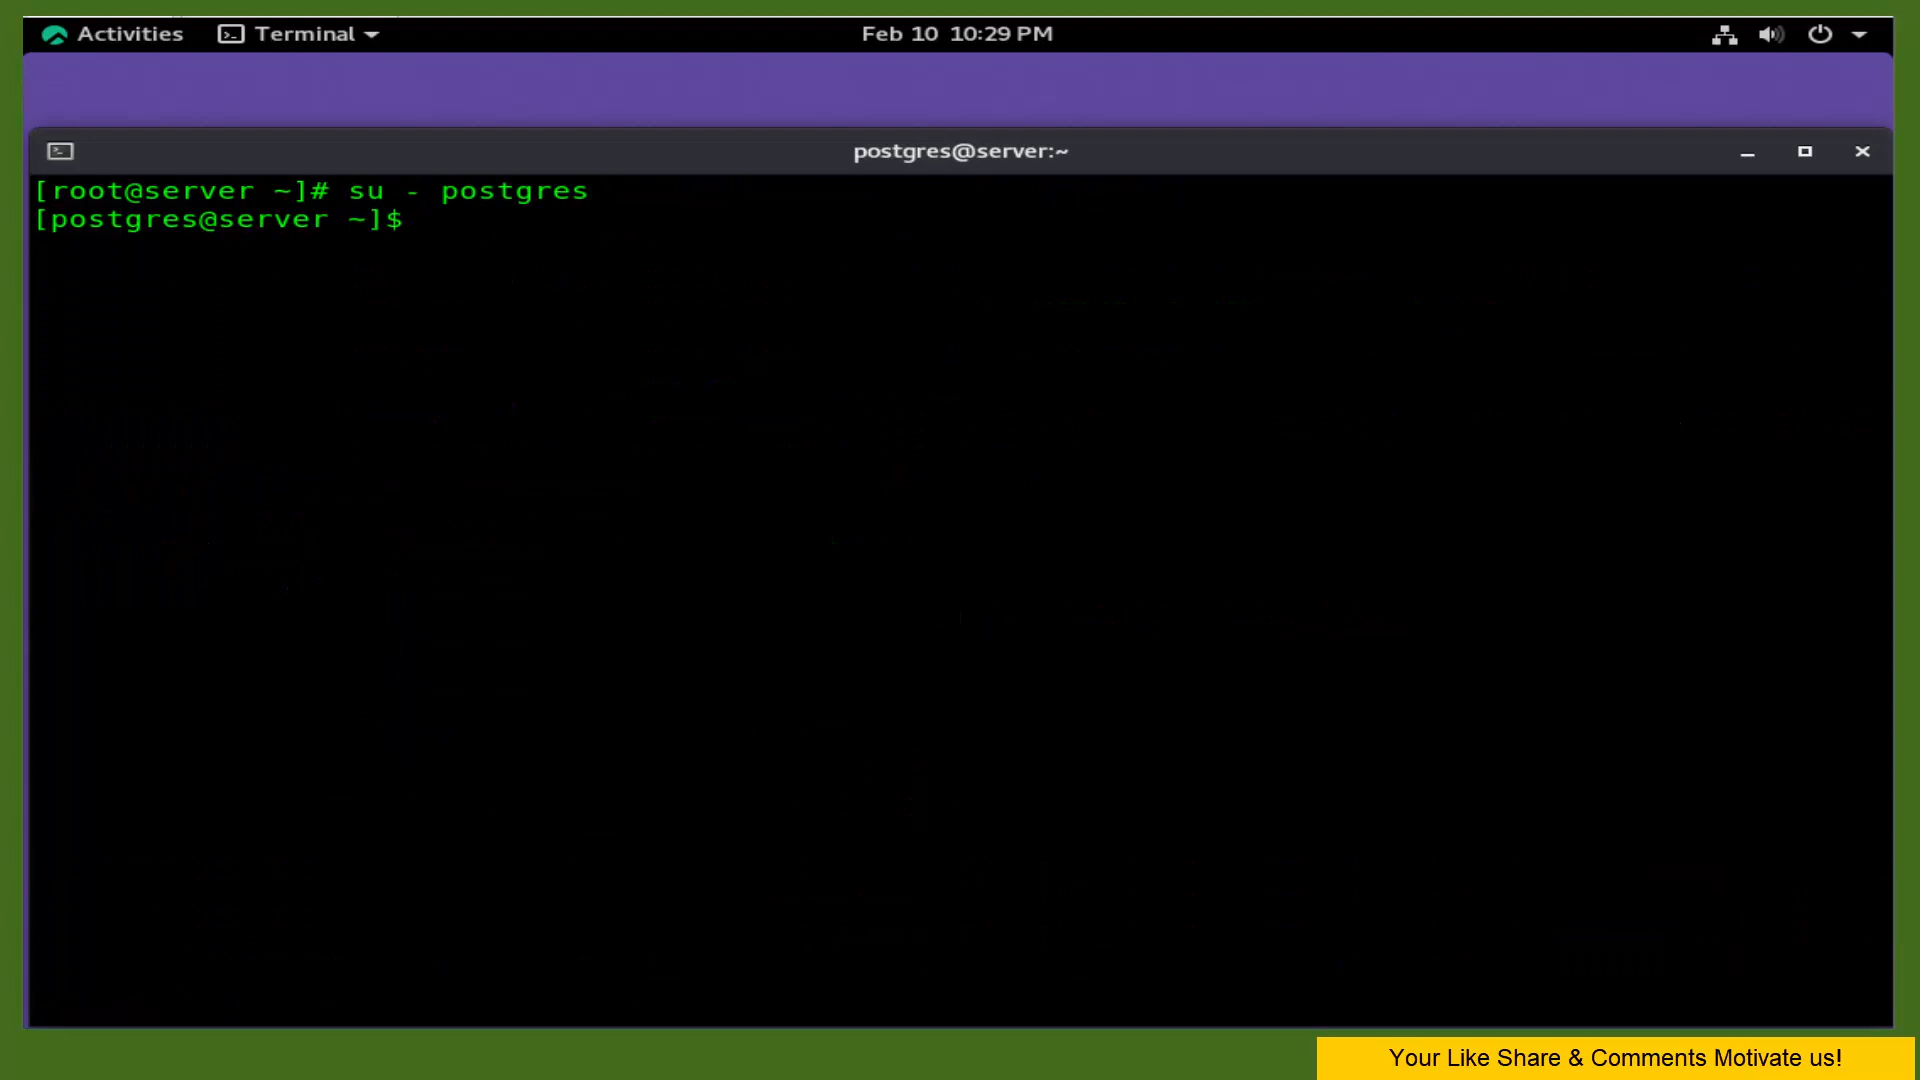 Activities Terminal Feb 10 10:29 PM
postgres@server:~
[root@server ~]# su - postgres
[postgres@server ~]$
Your Like Share & Comments Motivate us!